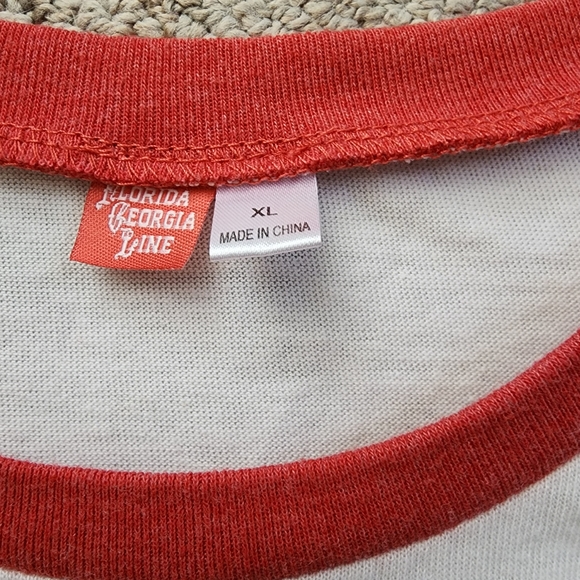 Florida
Georgia
Line
XL
MADE IN CHINA